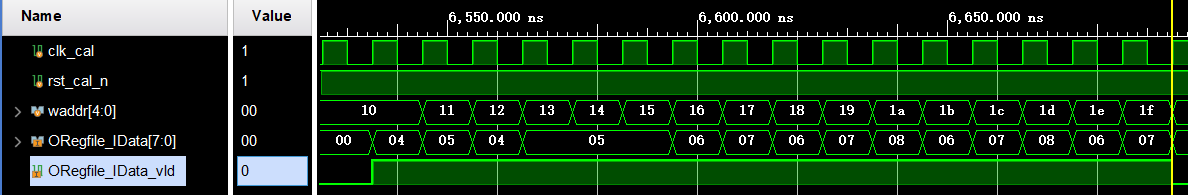 Name Value 6,550.000 ns 6,600.000 ns 6,650.000 ns
clk_cal 1
rst_cal_n 1
waddr[4:0] 00 10 11 12 13 14 15 16 17 18 19 1a 1b 1c 1d 1e 1f
ORegfile_IData[7:0] 00 00 04 05 04 05 06 07 06 07 08 06 07 08 06 07
ORegfile_IData_vld 0